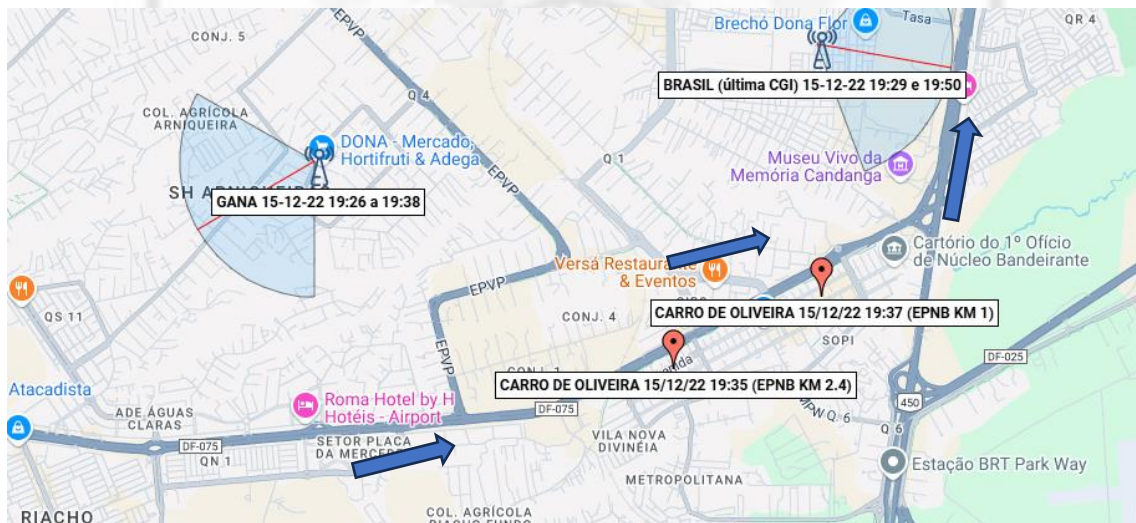 CONJ. 5
EPVP
Brechó Dona Flor
Tasa
QR 4
BRASIL (última CGI) 15-12-22 19:29 e 19:50
Q 4
COL. AGRÍCOLA
ARNIQUEIRA
DONA - Mercado,
Hortifruti & Adega
EPVP
Q 1
Museu Vivo da
Memória Candanga
GANA 15-12-22 19:26 a 19:38
Cartório do 1º Ofício
de Núcleo Bandeirante
Versá Restaurante
& Eventos
EPVP
QS 11
CONJ. 4
CARRO DE OLIVEIRA 15/12/22 19:37 (EPNB KM 1)
SOPI
EPVP
DF-025
CARRO DE OLIVEIRA 15/12/22 19:35 (EPNB KM 2.4)
Atacadista
Roma Hotel by H
Hotéis - Airport
ADE ÁGUAS
CLARAS
DF-075
450
Q. 6
Q 6
DF-075
SETOR PLACA
DA MERCEDE
QN 1
VILA NOVA
DIVINÉIA
METROPOLITANA
Estação BRT Park Way
RIACHO
COL. AGRÍCOLA